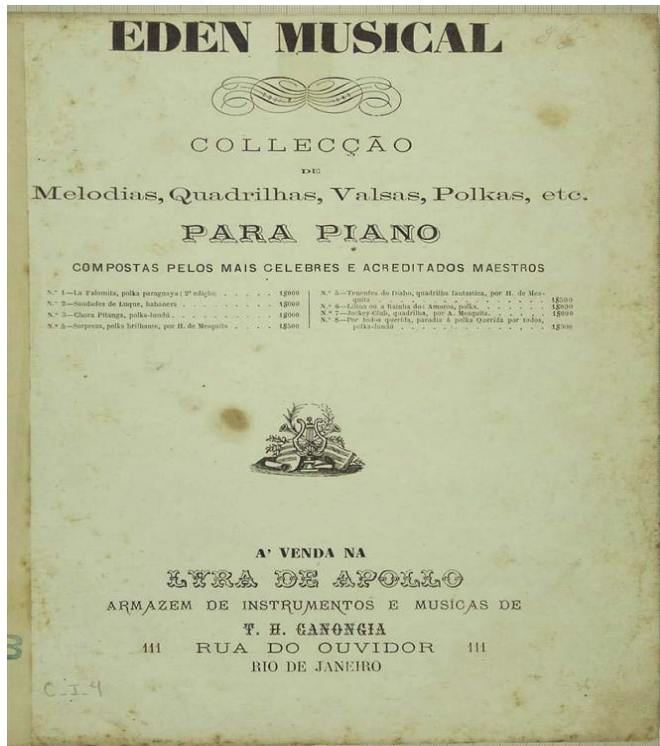 EDEN MUSICAL
COLLECÇÃO
DE
Melodias, Quadrilhas, Valsas, Polkas, etc.
PARA PIANO
COMPOSTAS PELOS MAIS CELEBRES E ACREDITADOS MAESTROS
N.º 1—La Palomita, polka paraguaya (2ª edição) . . . . . 1$000
N.º 2—Saudades de Luque, habanera . . . . . 1$000
N.º 3—Chora Pitanga, polka-lundú . . . . . 1$000
N.º 4—Sorpreza, polka brilhante, por H. de Mesquita . . . . . 1$500
N.º 5—Tenentes do Diabo, quadrilha fantastica, por H. de Mes-
quita . . . . . 1$500
N.º 6— ou a Rainha dos Amores, polka. . . . . 1$000
N.º 7—Jockey-Club, quadrilha, por A. Mesquita. . . . . 1$000
N.º 8—Por todos querida, parodia á polka Querida por todos,
polka-lundú . . . . . 1$000
A' VENDA NA
LYRA DE APOLLO
ARMAZEM DE INSTRUMENTOS E MUSICAS DE
T. H. CANONGIA
111 RUA DO OUVIDOR 111
RIO DE JANEIRO
C-I-4